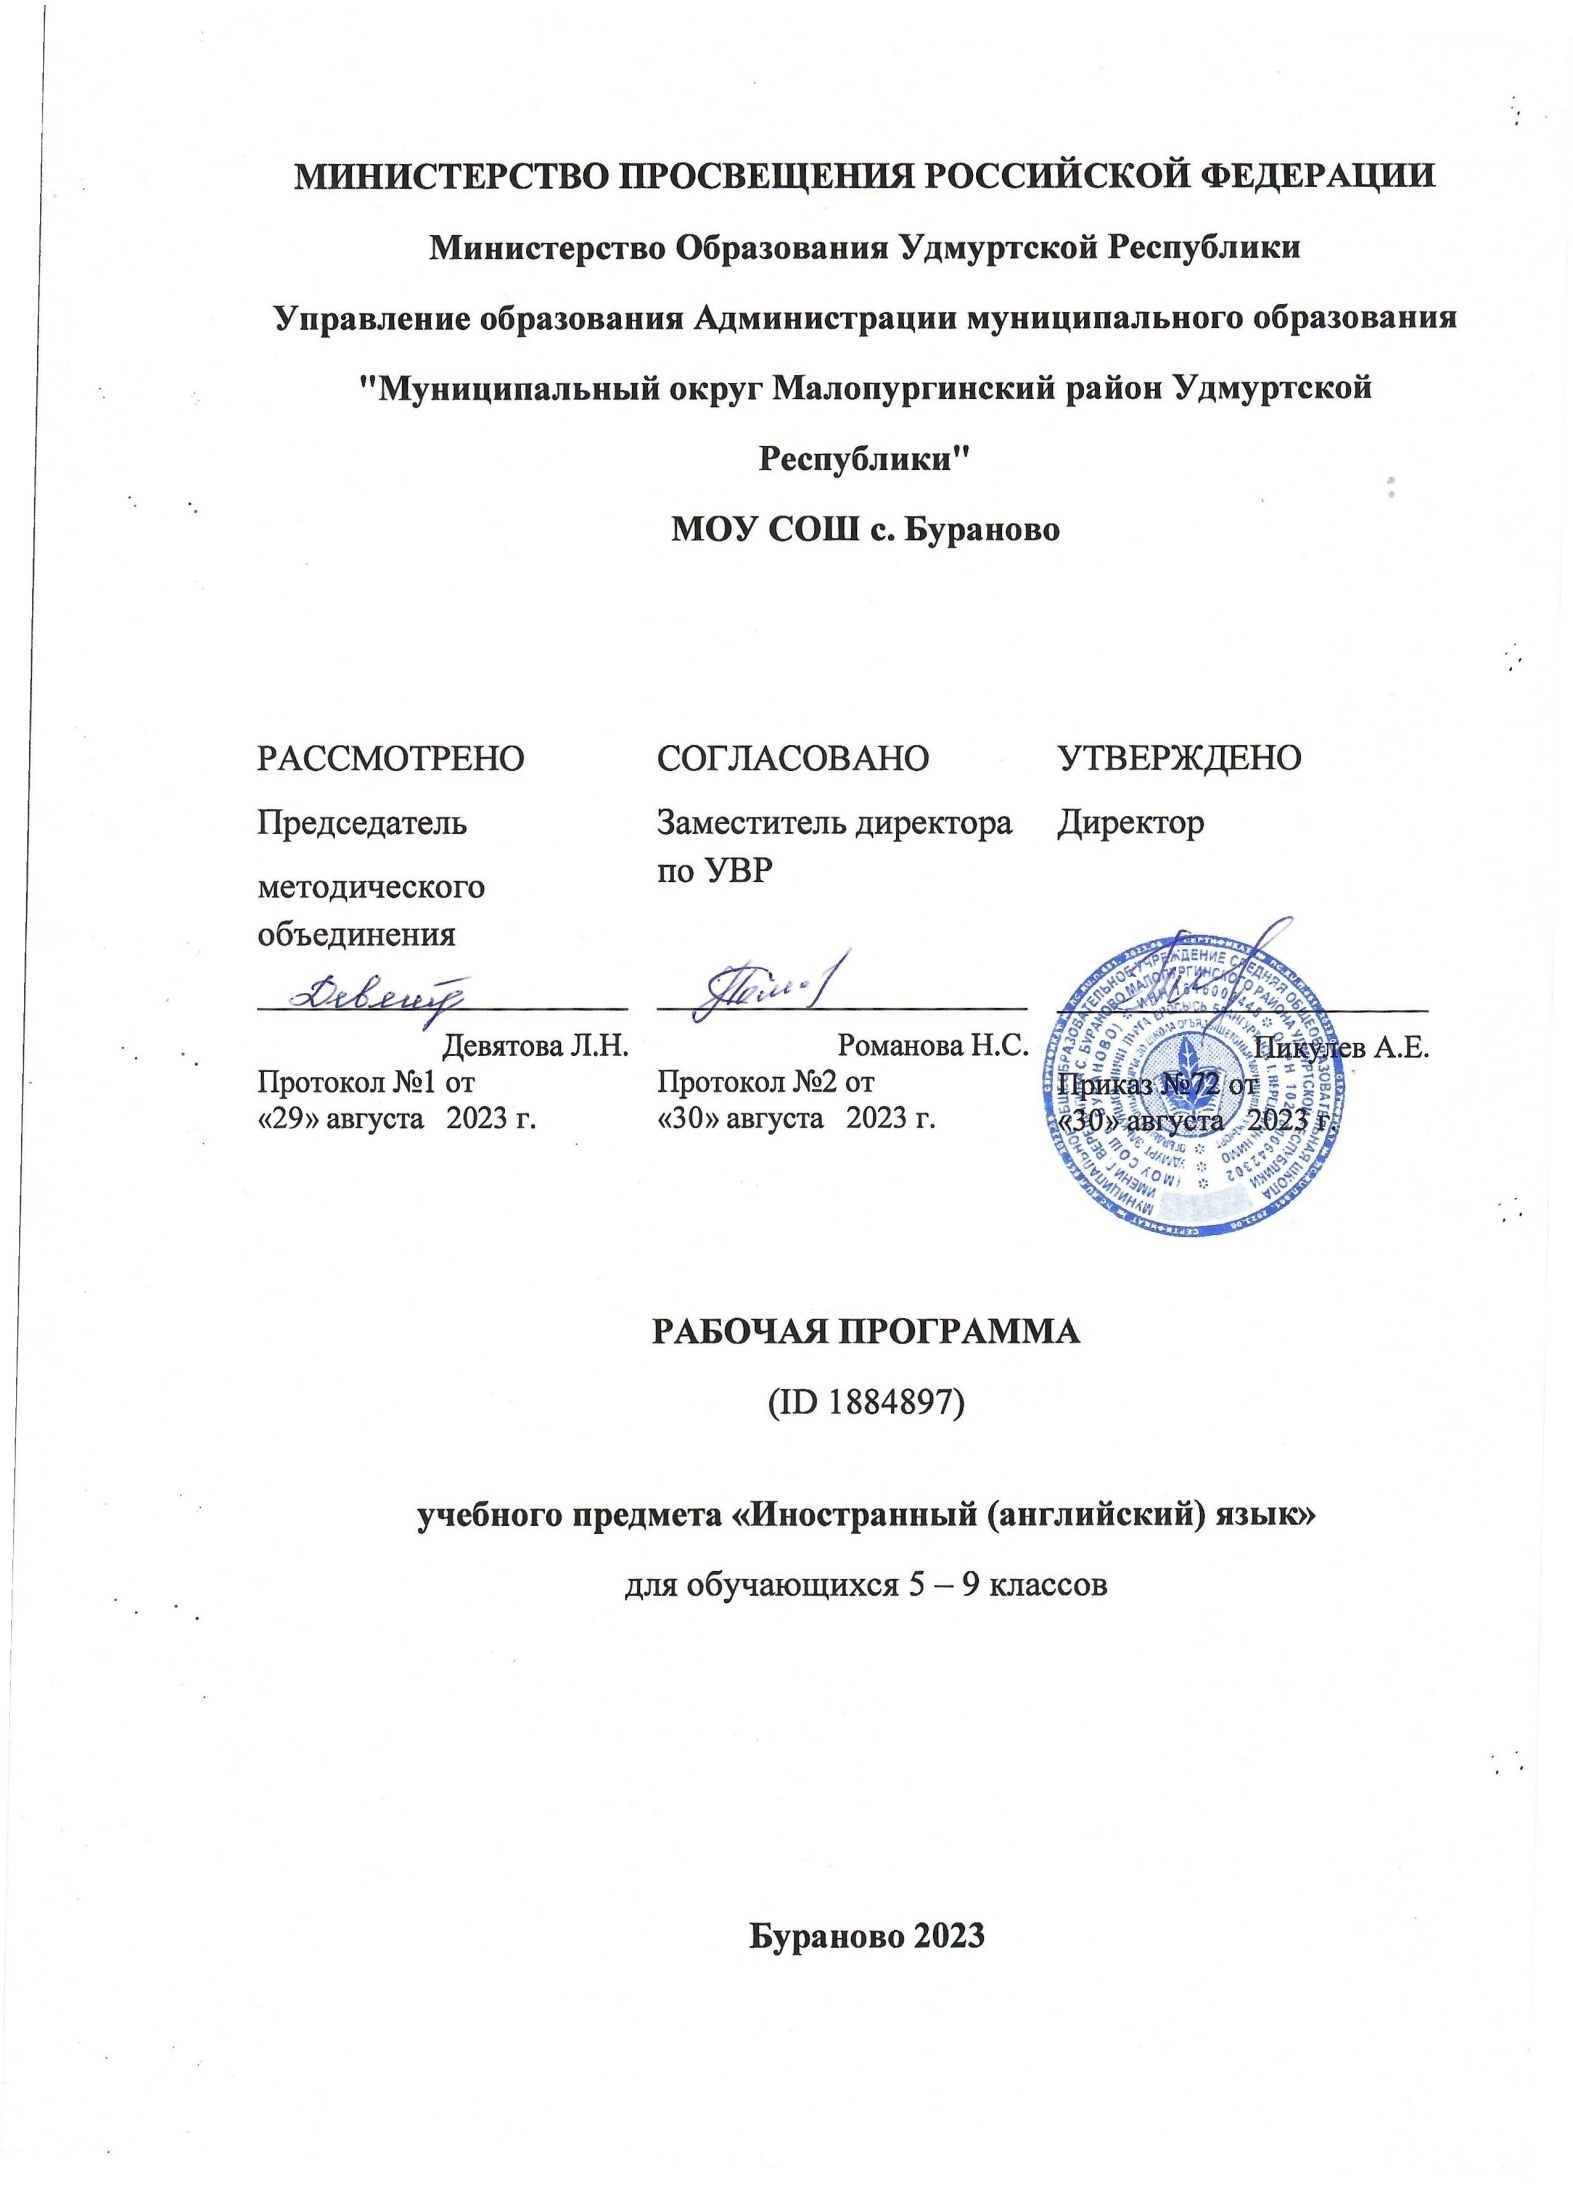 МИНИСТЕРСТВО ПРОСВЕЩЕНИЯ РОССИЙСКОЙ ФЕДЕРАЦИИ
Министерство Образования Удмуртской Республики
Управление образования Администрации муниципального образования
"Муниципальный округ Малопургинский район Удмуртской
Республики"
МОУ СОШ с. Бураново
РАССМОТРЕНО
Председатель
методического
объединения
Девятова Л.Н.
Протокол №1 от
«29» августа 2023 г.
СОГЛАСОВАНО
Заместитель директора
по УВР
Романова Н.С.
Протокол №2 от
«30» августа 2023 г.
УТВЕРЖДЕНО
Директор
Пикулев А.Е.
Приказ №72 от
«30» августа 2023 г.
РАБОЧАЯ ПРОГРАММА
(ID 1884897)
учебного предмета «Иностранный (английский) язык»
для обучающихся 5 – 9 классов
Бураново 2023